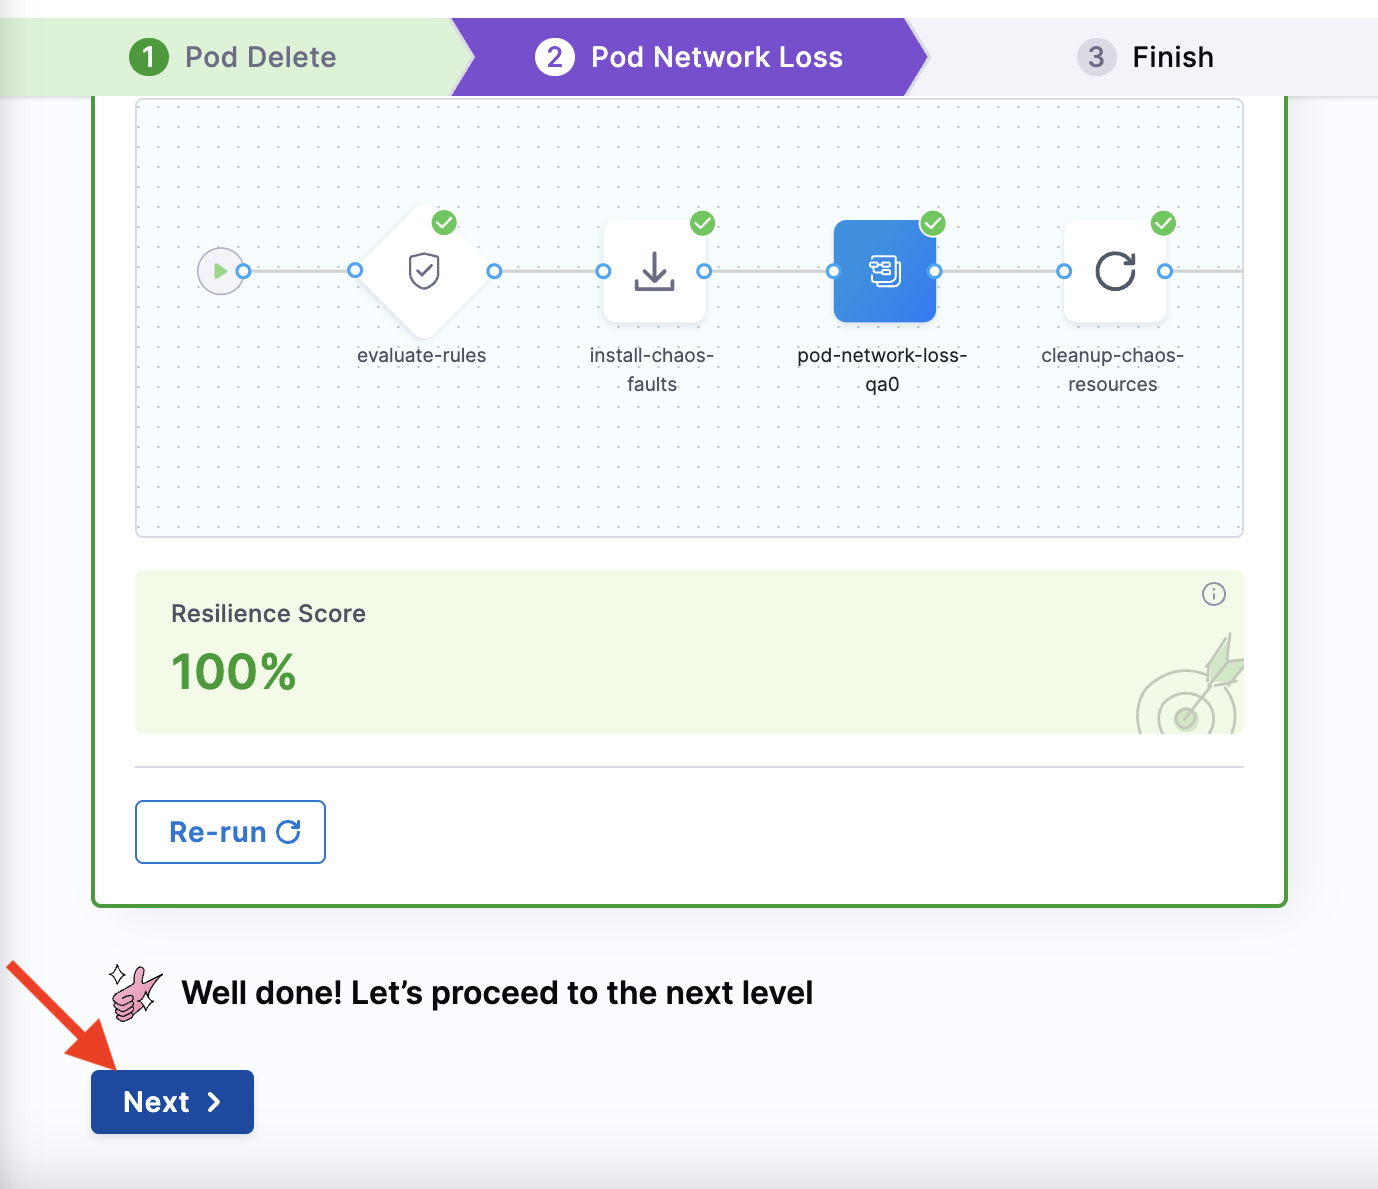 1 Pod Delete
2 Pod Network Loss
3 Finish
evaluate-rules
install-chaos-
faults
pod-network-loss-
qa0
cleanup-chaos-
resources
Resilience Score
100%
Re-run
Well done! Let’s proceed to the next level
Next